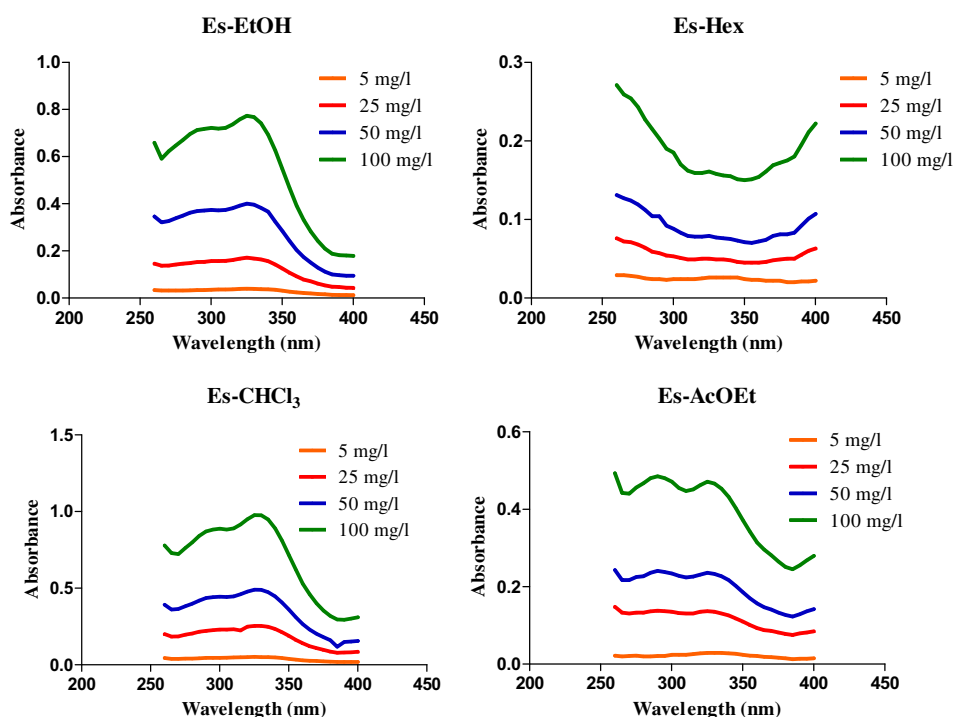 Es-EtOH
1.0
0.8
0.6
0.4
0.2
0.0
Absorbance
5 mg/l
25 mg/l
50 mg/l
100 mg/l
200 250 300 350 400 450
Wavelength (nm)
Es-Hex
0.3
0.2
0.1
0.0
Absorbance
5 mg/l
25 mg/l
50 mg/l
100 mg/l
200 250 300 350 400 450
Wavelength (nm)
Es-CHCl₃
1.5
1.0
0.5
0.0
Absorbance
5 mg/l
25 mg/l
50 mg/l
100 mg/l
200 250 300 350 400 450
Wavelength (nm)
Es-AcOEt
0.6
0.4
0.2
0.0
Absorbance
5 mg/l
25 mg/l
50 mg/l
100 mg/l
200 250 300 350 400 450
Wavelength (nm)